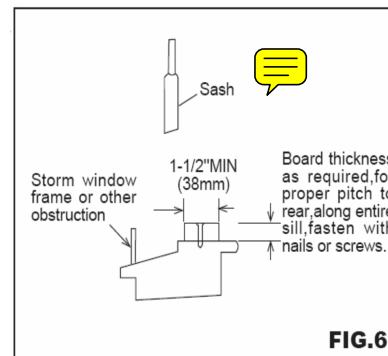 Sash
1-1/2"MIN
(38mm)
Storm window
frame or other
obstruction
Board thickness
as required,fo
proper pitch to
rear,along entire
sill,fasten with
nails or screws.
FIG.6